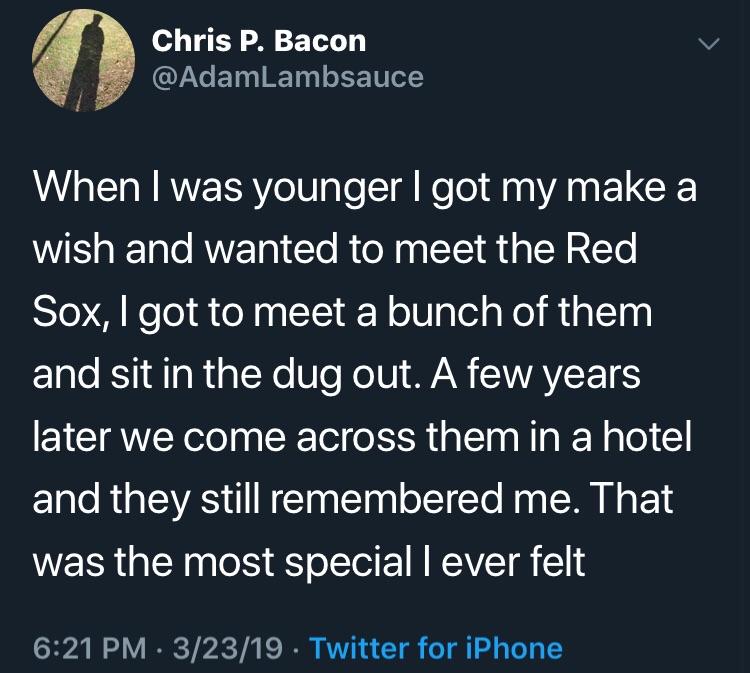 Chris P. Bacon
@AdamLambsauce
When I was younger I got my make a
wish and wanted to meet the Red
Sox, I got to meet a bunch of them
and sit in the dug out. A few years
later we come across them in a hotel
and they still remembered me. That
was the most special I ever felt
6:21 PM · 3/23/19 · Twitter for iPhone